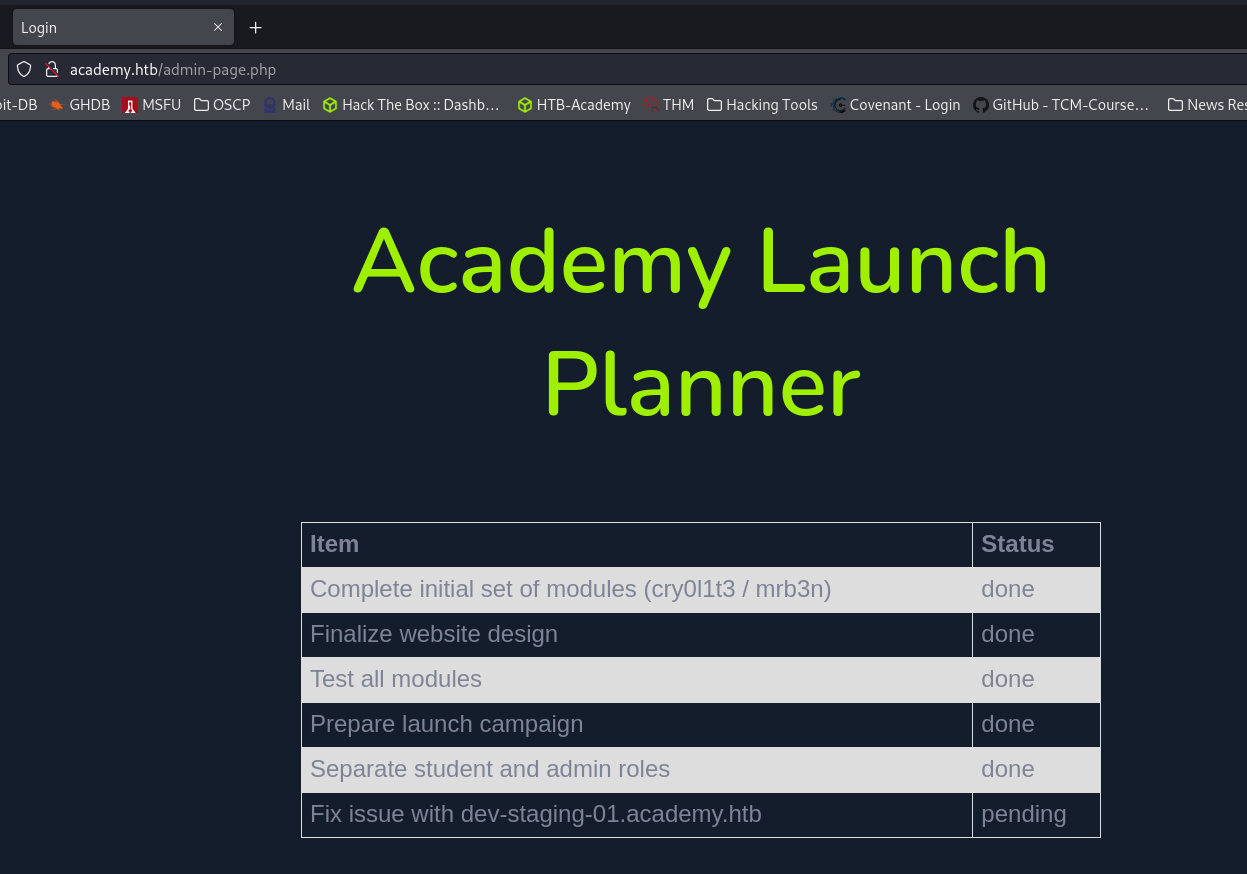 Login
academy.htb/admin-page.php
it-DB GHDB MSFU OSCP Mail Hack The Box :: Dashb… HTB-Academy THM Hacking Tools Covenant - Login GitHub - TCM-Course… News Res
Academy Launch
Planner
Item Status
Complete initial set of modules (cry0l1t3 / mrb3n) done
Finalize website design done
Test all modules done
Prepare launch campaign done
Separate student and admin roles done
Fix issue with dev-staging-01.academy.htb pending